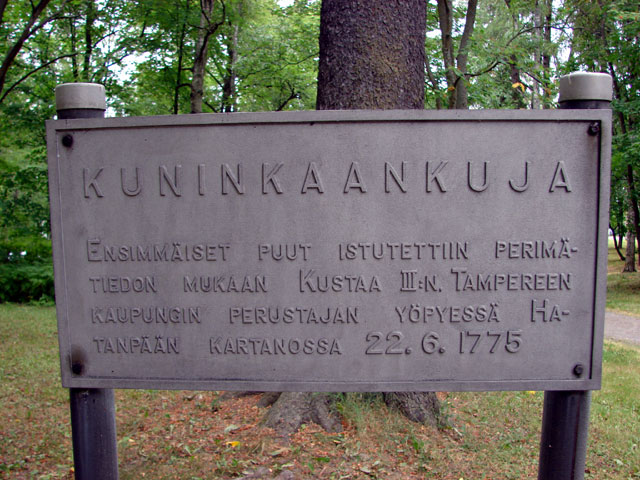 KUNINKAANKUJA
ENSIMMÄISET PUUT ISTUTETTIIN PERIMÄ-
TIEDON MUKAAN KUSTAA III:N, TAMPEREEN
KAUPUNGIN PERUSTAJAN YÖPYESSÄ HA-
TANPÄÄN KARTANOSSA 22. 6. 1775